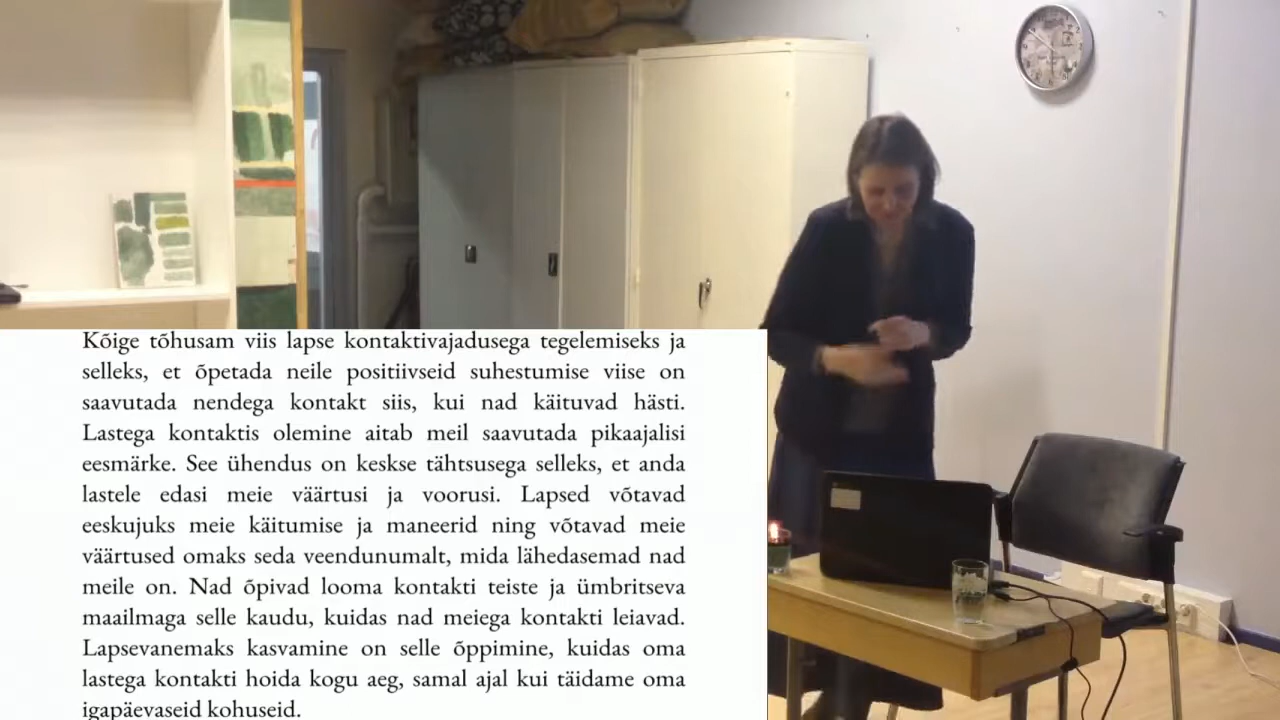 Kõige tõhusam viis lapse kontaktivajadusega tegelemiseks ja
selleks, et õpetada neile positiivseid suhestumise viise on
saavutada nendega kontakt siis, kui nad käituvad hästi.
Lastega kontaktis olemine aitab meil saavutada pikaajalisi
eesmärke. See ühendus on keskse tähtsusega selleks, et anda
lastele edasi meie väärtusi ja voorusi. Lapsed võtavad
eeskujuks meie käitumise ja maneerid ning võtavad meie
väärtused omaks seda veendunumalt, mida lähedasemad nad
meile on. Nad õpivad looma kontakti teiste ja ümbritseva
maailmaga selle kaudu, kuidas nad meiega kontakti leiavad.
Lapsevanemaks kasvamine on selle õppimine, kuidas oma
lastega kontakti hoida kogu aeg, samal ajal kui täidame oma
igapäevaseid kohuseid.